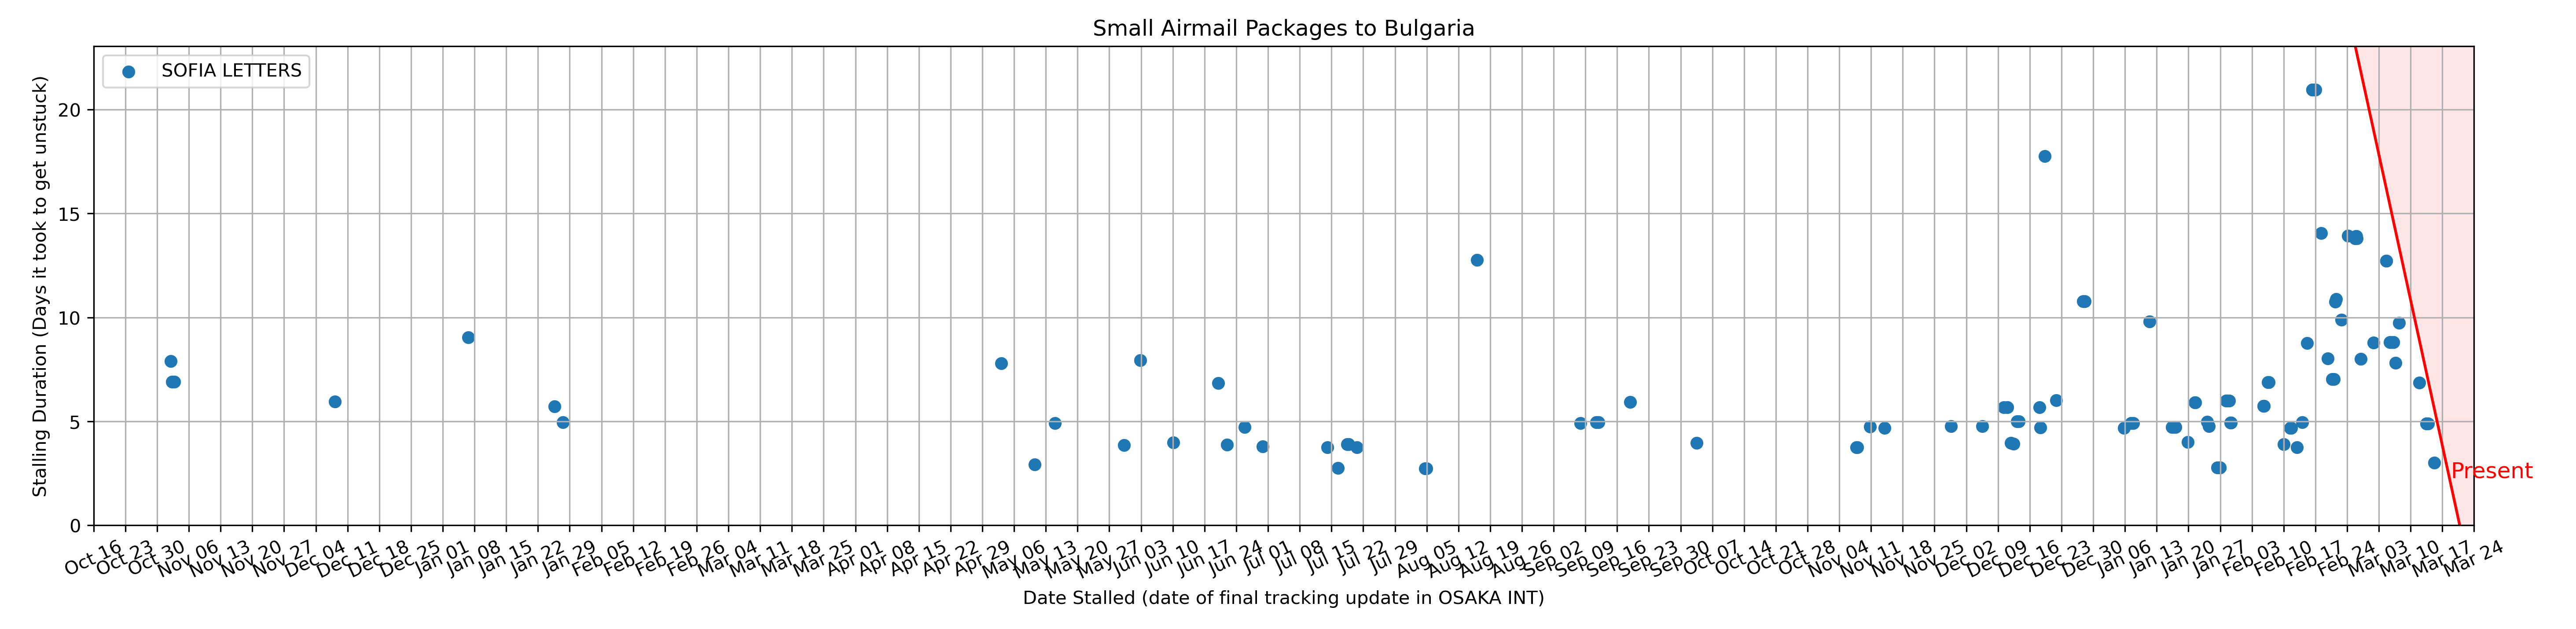 Small Airmail Packages to Bulgaria
SOFIA LETTERS
Stalling Duration (Days it took to get unstuck)
20
15
10
5
0
Present
Oct 16
Oct 23
Oct 30
Nov 06
Nov 13
Nov 20
Nov 27
Dec 04
Dec 11
Dec 18
Dec 25
Jan 01
Jan 08
Jan 15
Jan 22
Jan 29
Feb 05
Feb 12
Feb 19
Feb 26
Mar 04
Mar 11
Mar 18
Mar 25
Apr 01
Apr 08
Apr 15
Apr 22
Apr 29
May 06
May 13
May 20
May 27
Jun 03
Jun 10
Jun 17
Jun 24
Jul 01
Jul 08
Jul 15
Jul 22
Jul 29
Aug 05
Aug 12
Aug 19
Aug 26
Sep 02
Sep 09
Sep 16
Sep 23
Sep 30
Oct 07
Oct 14
Oct 21
Oct 28
Nov 04
Nov 11
Nov 18
Nov 25
Dec 02
Dec 09
Dec 16
Dec 23
Dec 30
Jan 06
Jan 13
Jan 20
Jan 27
Feb 03
Feb 10
Feb 17
Feb 24
Mar 03
Mar 10
Mar 17
Mar 24
Date Stalled (date of final tracking update in OSAKA INT)